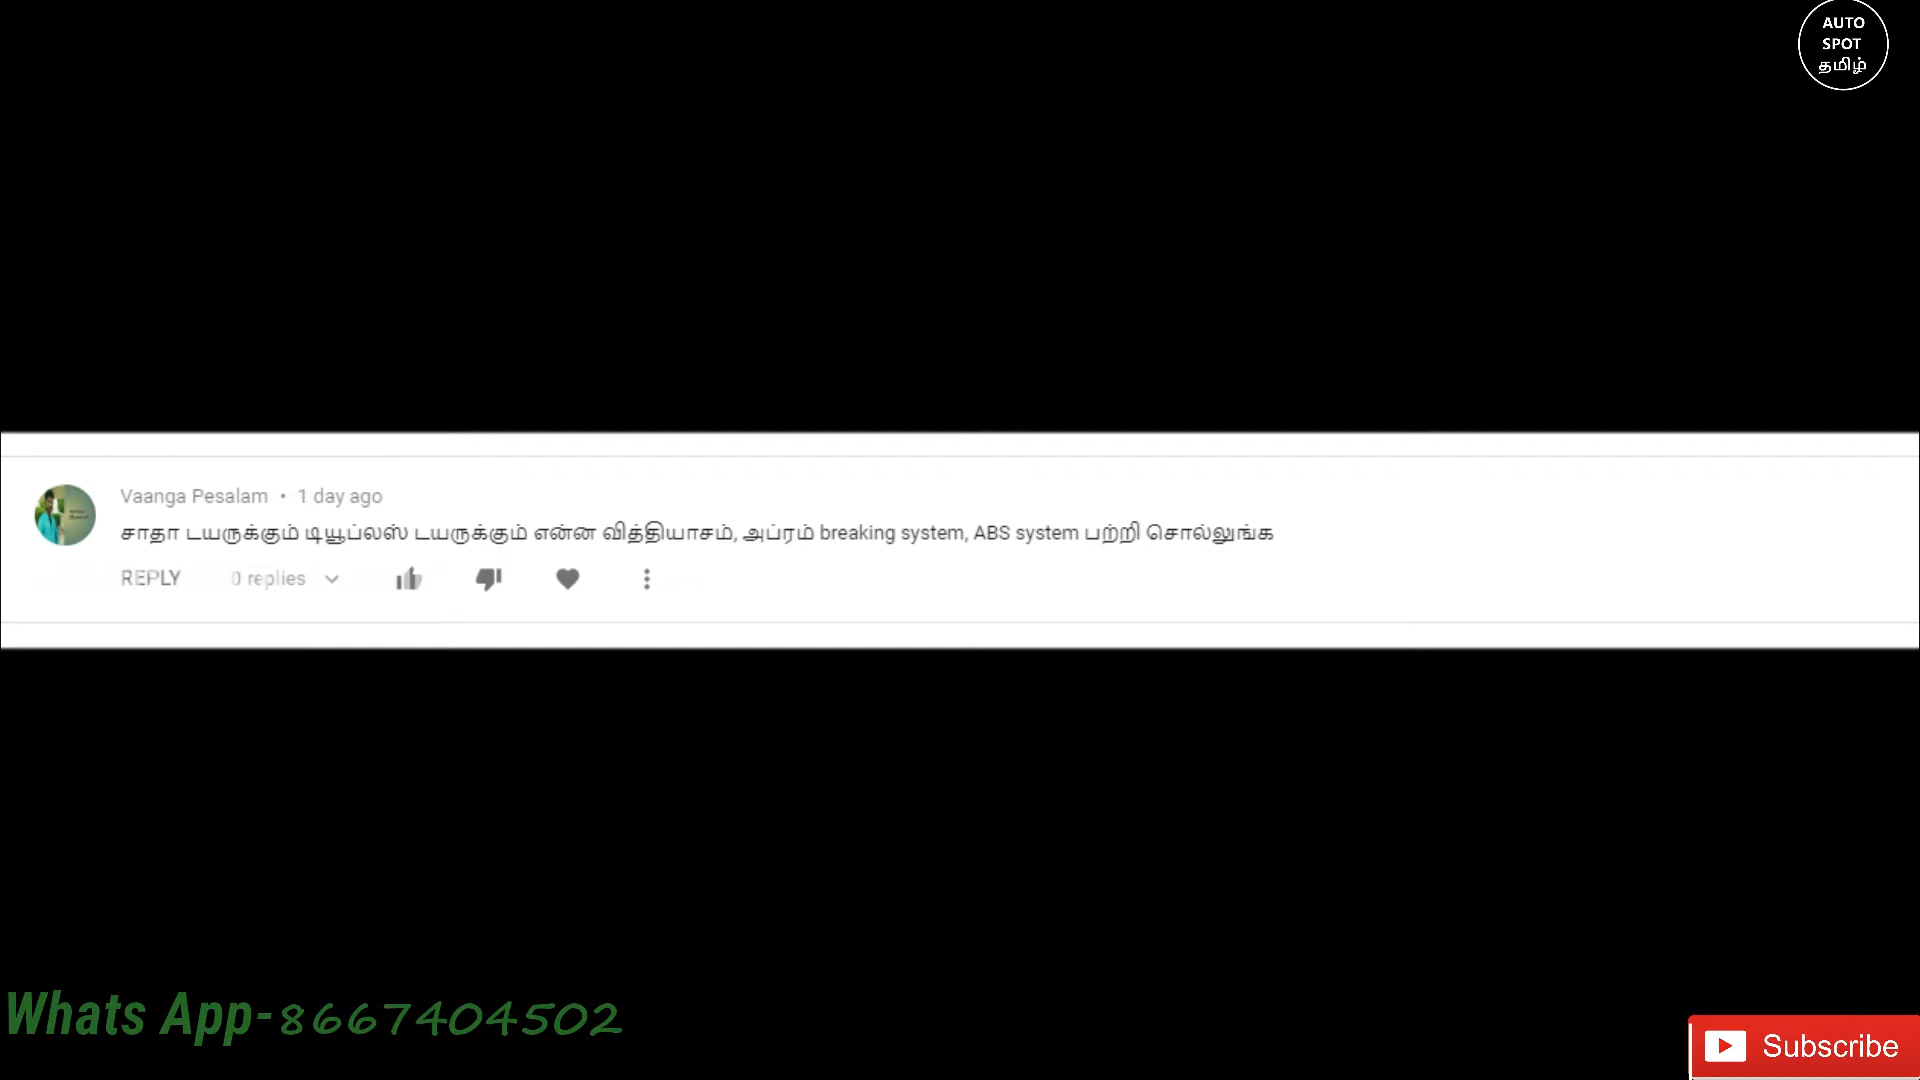 AUTO
SPOT
தமிழ்
Vaanga Pesalam • 1 day ago
சாதா டயருக்கும் டியூப்லஸ் டயருக்கும் என்ன வித்தியாசம், அப்ரம் breaking system, ABS system பற்றி சொல்லுங்க
REPLY 0 replies
Whats App-8667404502
Subscribe